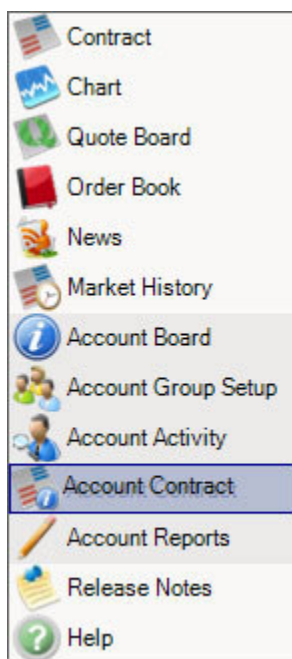 Contract
Chart
Quote Board
Order Book
News
Market History
Account Board
Account Group Setup
Account Activity
Account Contract
Account Reports
Release Notes
Help